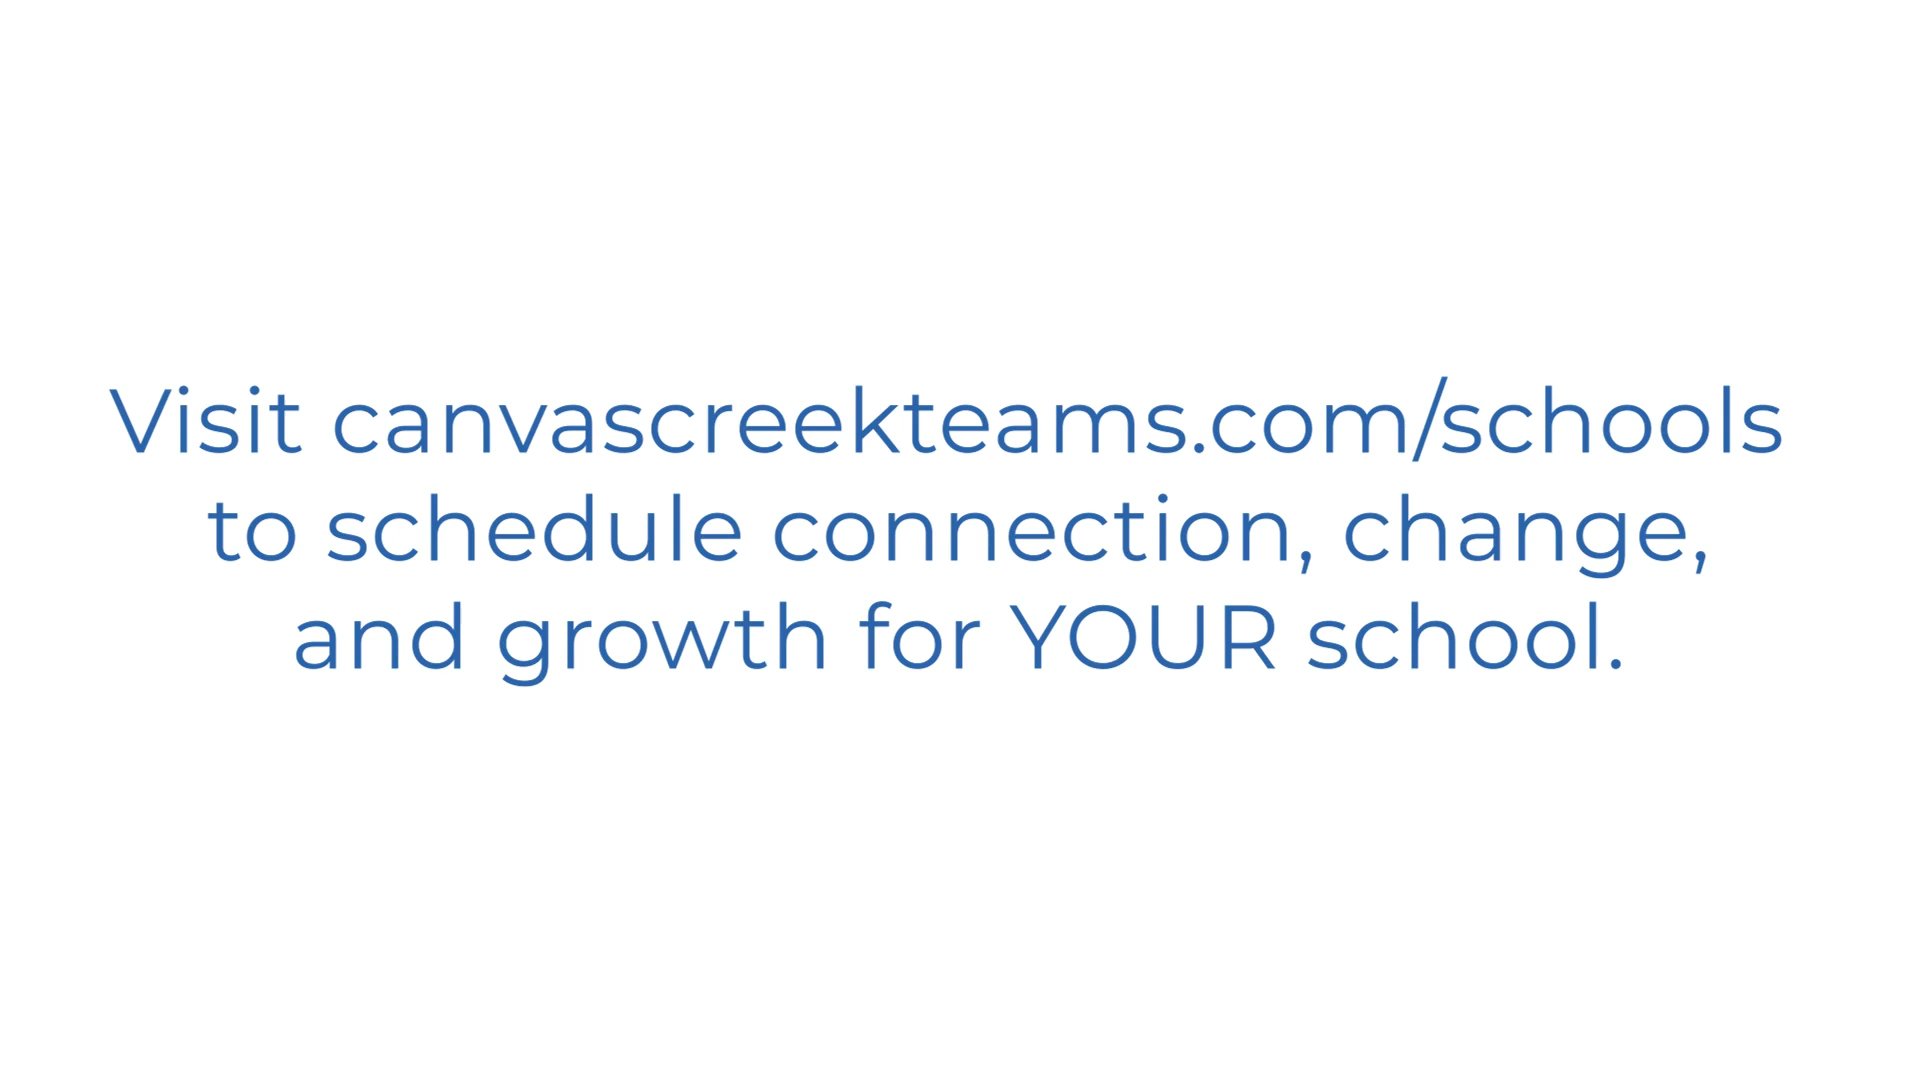 Visit canvascreekteams.com/schools
to schedule connection, change,
and growth for YOUR school.